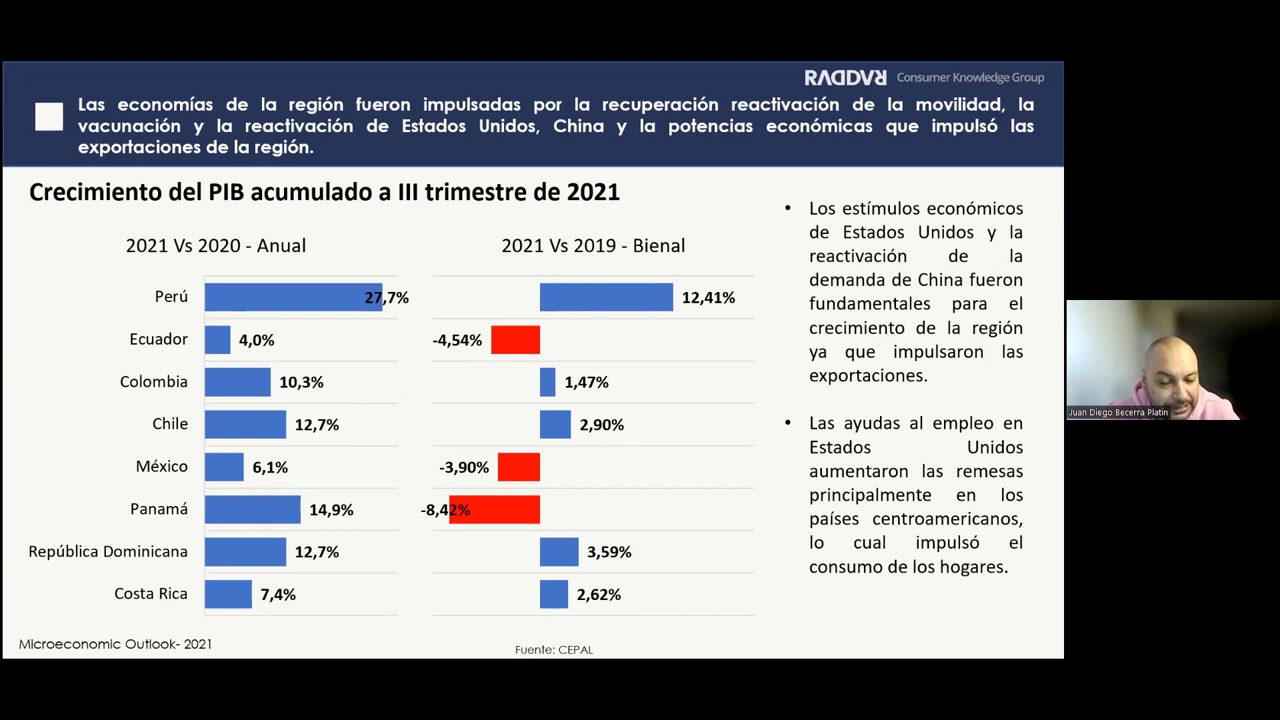 RADDAR Consumer Knowledge Group
Las economías de la región fueron impulsadas por la recuperación reactivación de la movilidad, la
vacunación y la reactivación de Estados Unidos, China y la potencias económicas que impulsó las
exportaciones de la región.
Crecimiento del PIB acumulado a III trimestre de 2021
2021 Vs 2020 - Anual
Perú 27,7%
Ecuador 4,0%
Colombia 10,3%
Chile 12,7%
México 6,1%
Panamá 14,9%
República Dominicana 12,7%
Costa Rica 7,4%
2021 Vs 2019 - Bienal
12,41%
-4,54%
1,47%
2,90%
-3,90%
-8,42%
3,59%
2,62%
• Los estímulos económicos
de Estados Unidos y la
reactivación de la
demanda de China fueron
fundamentales para el
crecimiento de la región
ya que impulsaron las
exportaciones.
• Las ayudas al empleo en
Estados Unidos
aumentaron las remesas
principalmente en los
países centroamericanos,
lo cual impulsó el
consumo de los hogares.
Microeconomic Outlook- 2021
Fuente: CEPAL
Juan Diego Becerra Platín